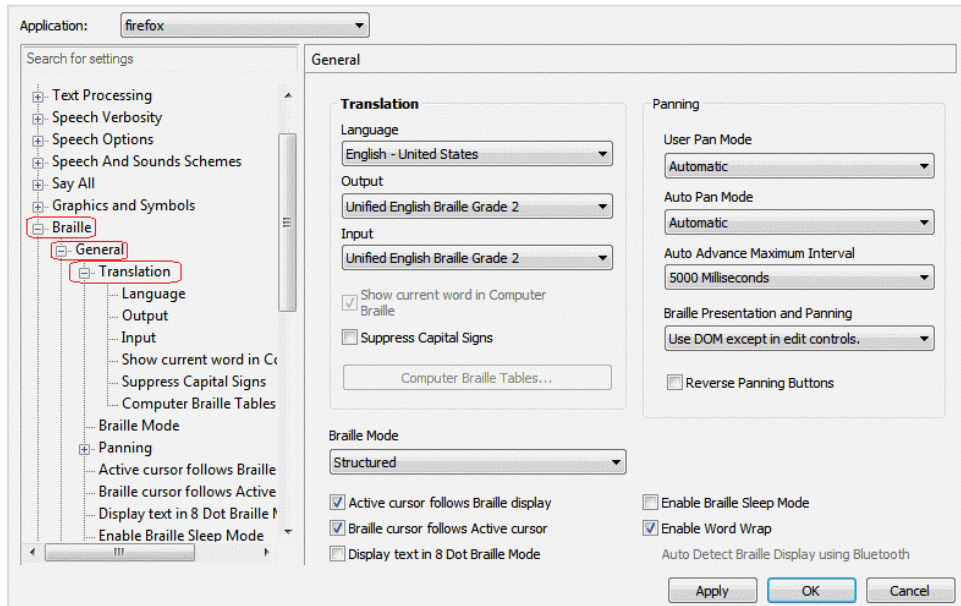 Application: firefox
Search for settings
Text Processing
Speech Verbosity
Speech Options
Speech And Sounds Schemes
Say All
Graphics and Symbols
Braille
General
Translation
Language
Output
Input
Show current word in Co
Suppress Capital Signs
Computer Braille Tables
Braille Mode
Panning
Active cursor follows Braille
Braille cursor follows Active
Display text in 8 Dot Braille M
Enable Braille Sleep Mode
General
Translation
Language
English - United States
Output
Unified English Braille Grade 2
Input
Unified English Braille Grade 2
Show current word in Computer
Braille
Suppress Capital Signs
Computer Braille Tables...
Panning
User Pan Mode
Automatic
Auto Pan Mode
Automatic
Auto Advance Maximum Interval
5000 Milliseconds
Braille Presentation and Panning
Use DOM except in edit controls.
Reverse Panning Buttons
Braille Mode
Structured
Active cursor follows Braille display
Braille cursor follows Active cursor
Display text in 8 Dot Braille Mode
Enable Braille Sleep Mode
Enable Word Wrap
Auto Detect Braille Display using Bluetooth
Apply OK Cancel